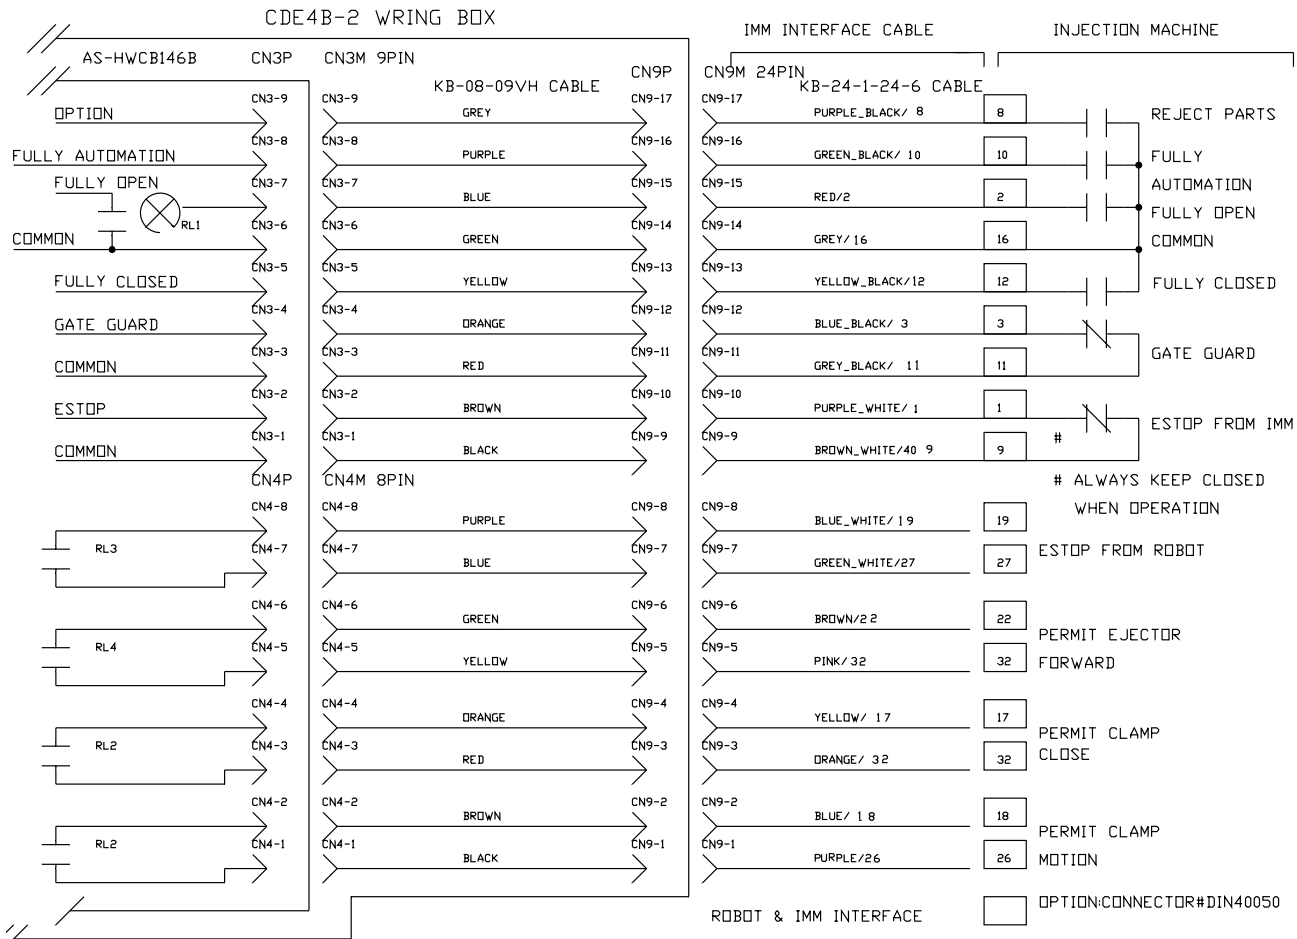 CDE4B-2 WRING BOX
IMM INTERFACE CABLE
INJECTION MACHINE
AS-HWCB146B
CN3P
CN3M 9PIN
KB-08-09VH CABLE
CN9P
CN9M 24PIN
KB-24-1-24-6 CABLE
OPTION
CN3-9
CN3-9
GREY
CN9-17
CN9-17
PURPLE_BLACK/ 8
8
REJECT PARTS
FULLY AUTOMATION
CN3-8
CN3-8
PURPLE
CN9-16
CN9-16
GREEN_BLACK/ 10
10
FULLY
AUTOMATION
FULLY OPEN
RL1
CN3-7
CN3-7
BLUE
CN9-15
CN9-15
RED/2
2
FULLY OPEN
COMMON
CN3-6
CN3-6
GREEN
CN9-14
CN9-14
GREY/16
16
COMMON
FULLY CLOSED
CN3-5
CN3-5
YELLOW
CN9-13
CN9-13
YELLOW_BLACK/12
12
FULLY CLOSED
GATE GUARD
CN3-4
CN3-4
ORANGE
CN9-12
CN9-12
BLUE_BLACK/ 3
3
GATE GUARD
COMMON
CN3-3
CN3-3
RED
CN9-11
CN9-11
GREY_BLACK/ 11
11
ESTOP
CN3-2
CN3-2
BROWN
CN9-10
CN9-10
PURPLE_WHITE/ 1
1
ESTOP FROM IMM
COMMON
CN3-1
CN3-1
BLACK
CN9-9
CN9-9
BROWN_WHITE/40 9
9
#
CN4P
CN4M 8PIN
# ALWAYS KEEP CLOSED
WHEN OPERATION
CN4-8
CN4-8
PURPLE
CN9-8
CN9-8
BLUE_WHITE/19
19
RL3
CN4-7
CN4-7
BLUE
CN9-7
CN9-7
GREEN_WHITE/27
27
ESTOP FROM ROBOT
CN4-6
CN4-6
GREEN
CN9-6
CN9-6
BROWN/22
22
PERMIT EJECTOR
FORWARD
RL4
CN4-5
CN4-5
YELLOW
CN9-5
CN9-5
PINK/32
32
CN4-4
CN4-4
ORANGE
CN9-4
CN9-4
YELLOW/ 17
17
PERMIT CLAMP
CLOSE
RL2
CN4-3
CN4-3
RED
CN9-3
CN9-3
ORANGE/ 32
32
CN4-2
CN4-2
BROWN
CN9-2
CN9-2
BLUE/ 18
18
PERMIT CLAMP
MOTION
RL2
CN4-1
CN4-1
BLACK
CN9-1
CN9-1
PURPLE/26
26
ROBOT & IMM INTERFACE
OPTION:CONNECTOR#DIN40050